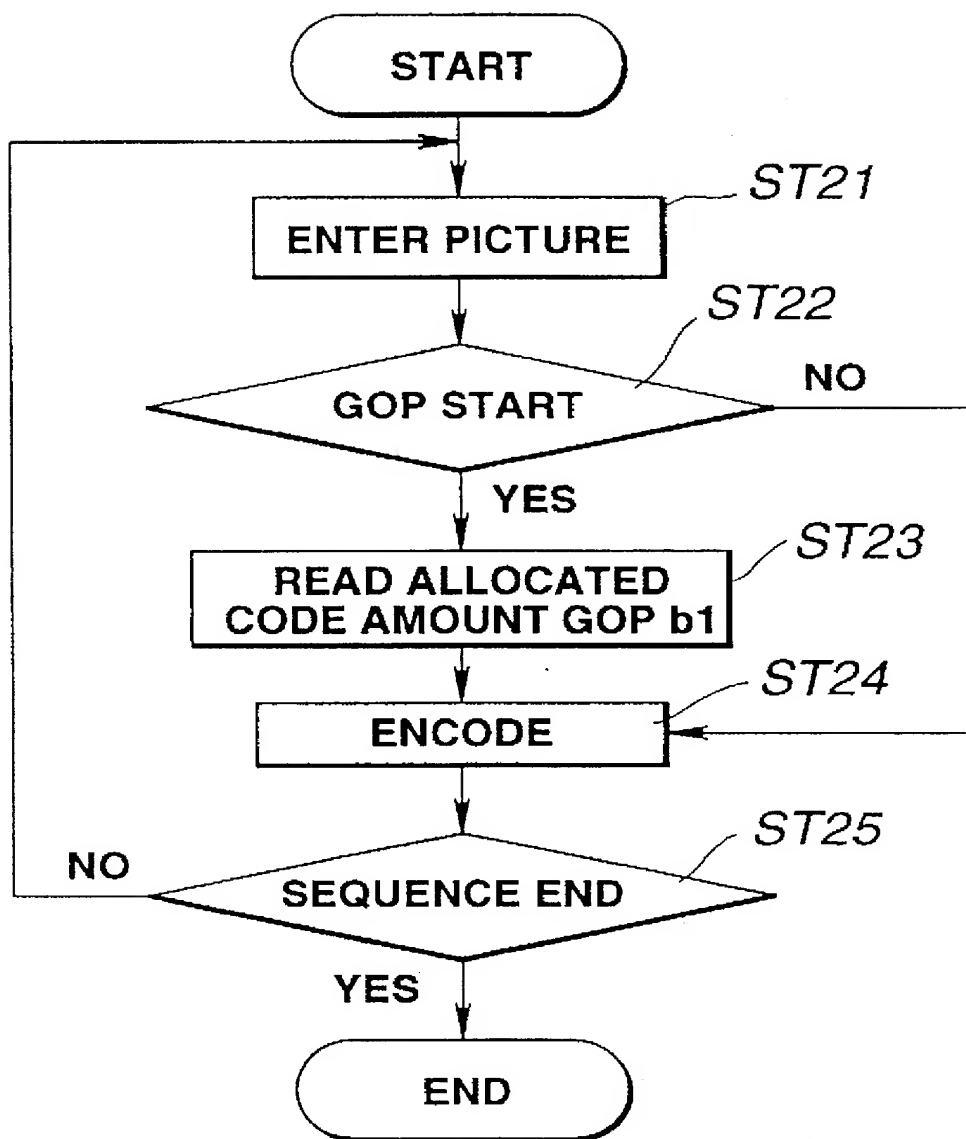 START
ST21
ENTER PICTURE
ST22
GOP START
NO
YES
ST23
READ ALLOCATED
CODE AMOUNT GOP b1
ST24
ENCODE
ST25
NO
SEQUENCE END
YES
END